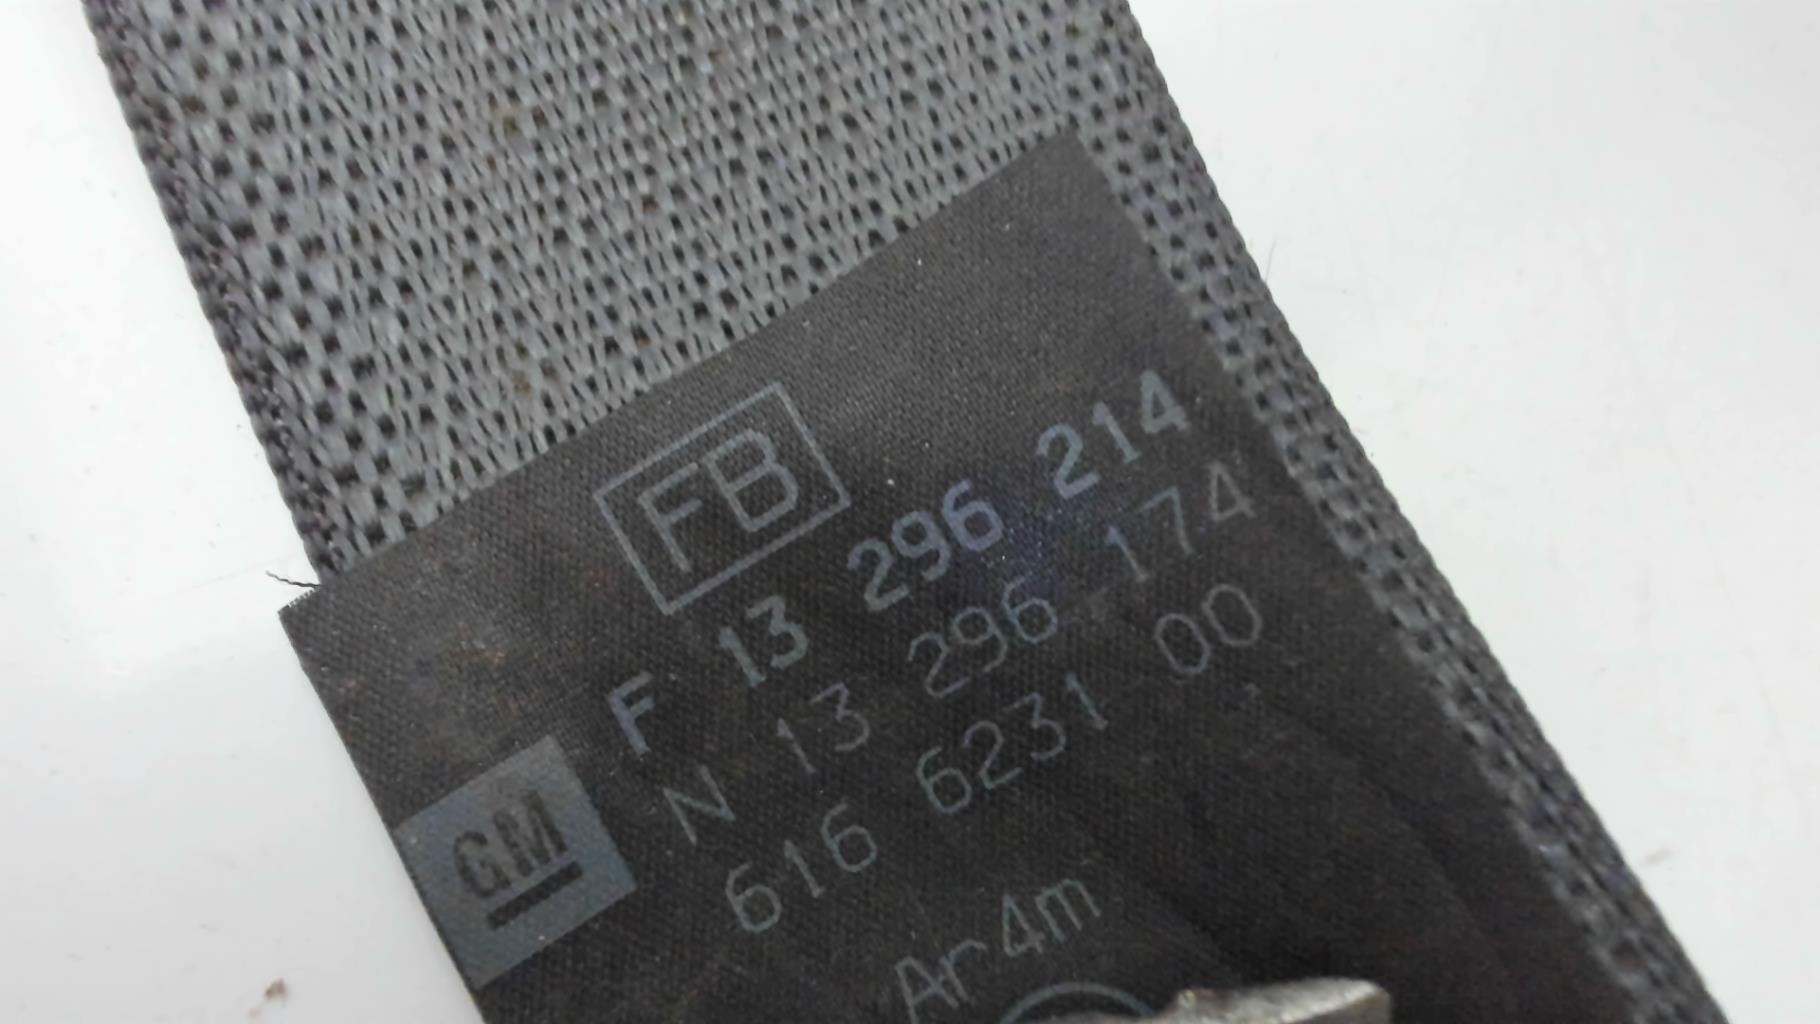 FB
F 13 296 214
N 13 296 174
GM
616 6231 00
Ar4m